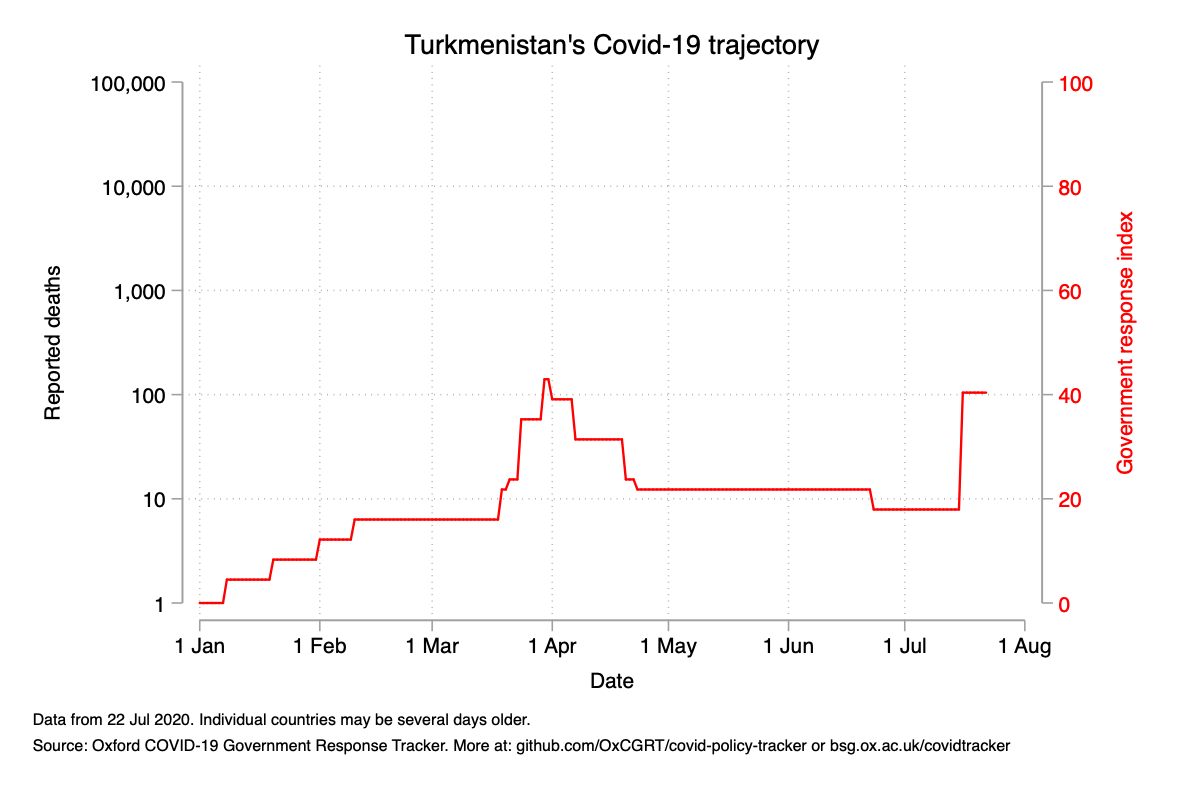 Turkmenistan's Covid-19 trajectory
100,000
10,000
1,000
100
10
1
Reported deaths
100
80
60
40
20
0
Government response index
1 Jan 1 Feb 1 Mar 1 Apr 1 May 1 Jun 1 Jul 1 Aug
Date
Data from 22 Jul 2020. Individual countries may be several days older.
Source: Oxford COVID-19 Government Response Tracker. More at: github.com/OxCGRT/covid-policy-tracker or bsg.ox.ac.uk/covidtracker